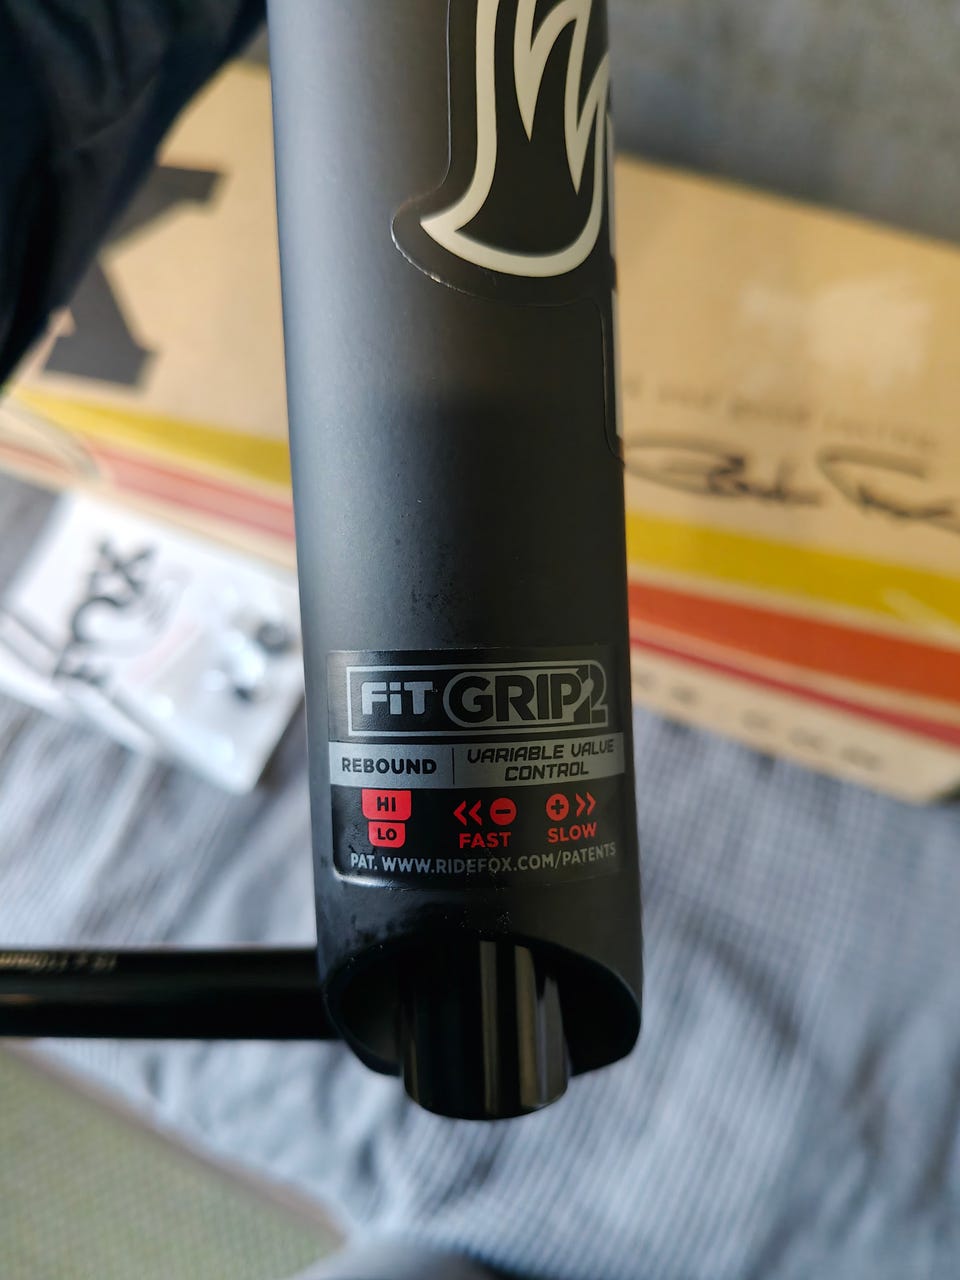 FOX
FiT GRIP2
REBOUND
VARIABLE VALVE
CONTROL
HI
LO
FAST
SLOW
PAT. WWW.RIDEFOX.COM/PATENTS